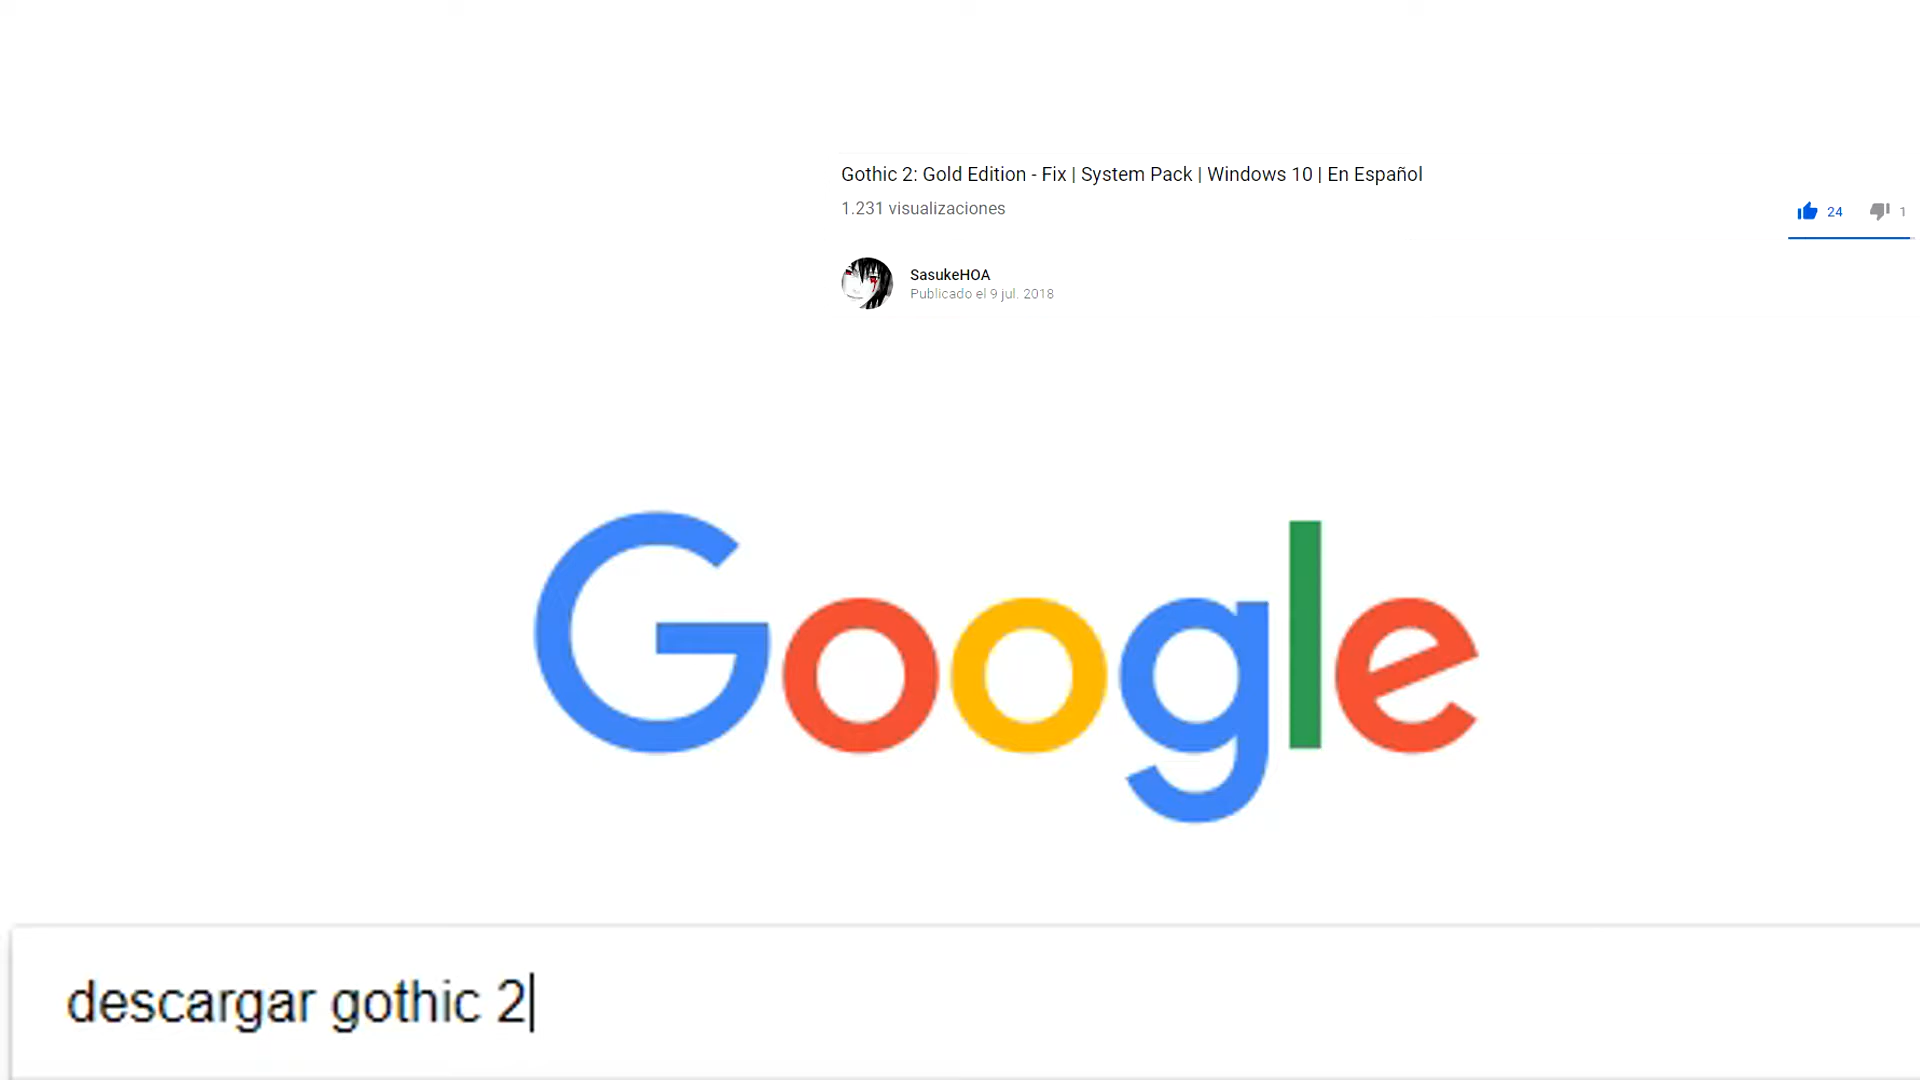 Gothic 2: Gold Edition - Fix | System Pack | Windows 10 | En Español
1.231 visualizaciones
24 1
SasukeHOA
Publicado el 9 jul. 2018
Google
descargar gothic 2